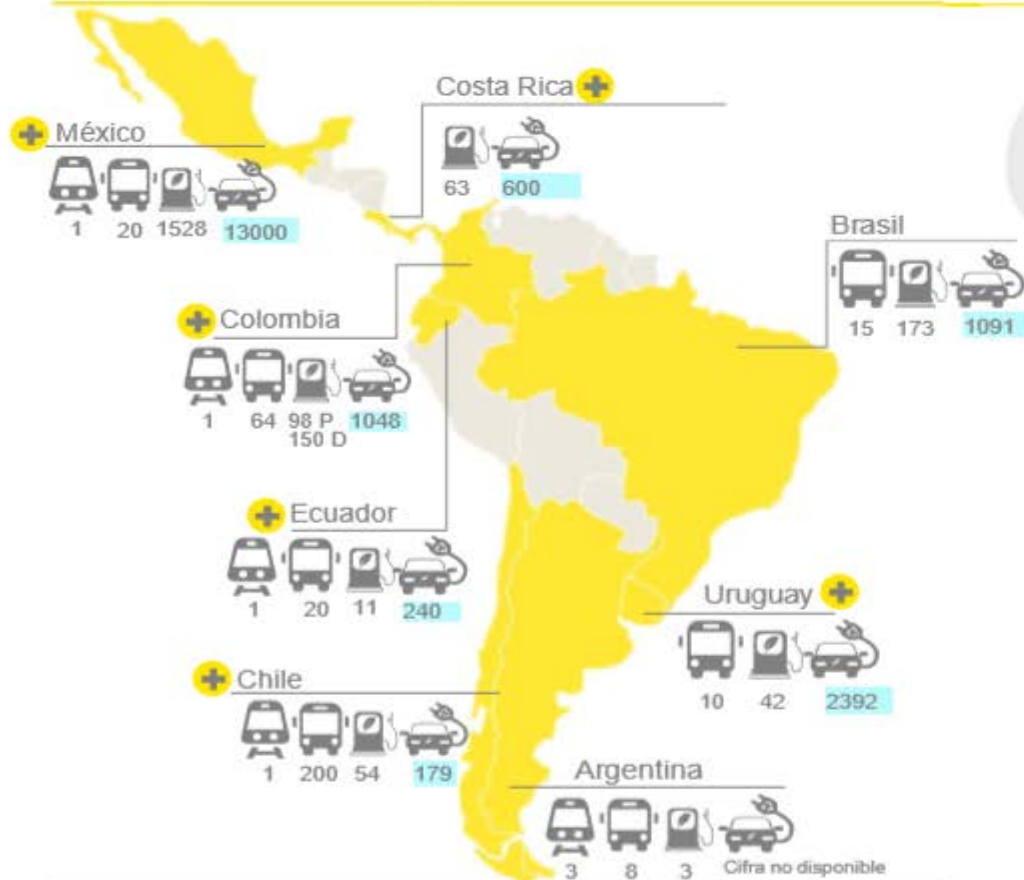 Costa Rica
63 600
México
1 20 1528 13000
Brasil
15 173 1091
Colombia
1 64 98 P 1048
150 D
Ecuador
1 20 11 240
Uruguay
10 42 2392
Chile
1 200 54 179
Argentina
3 8 3 Cifra no disponible